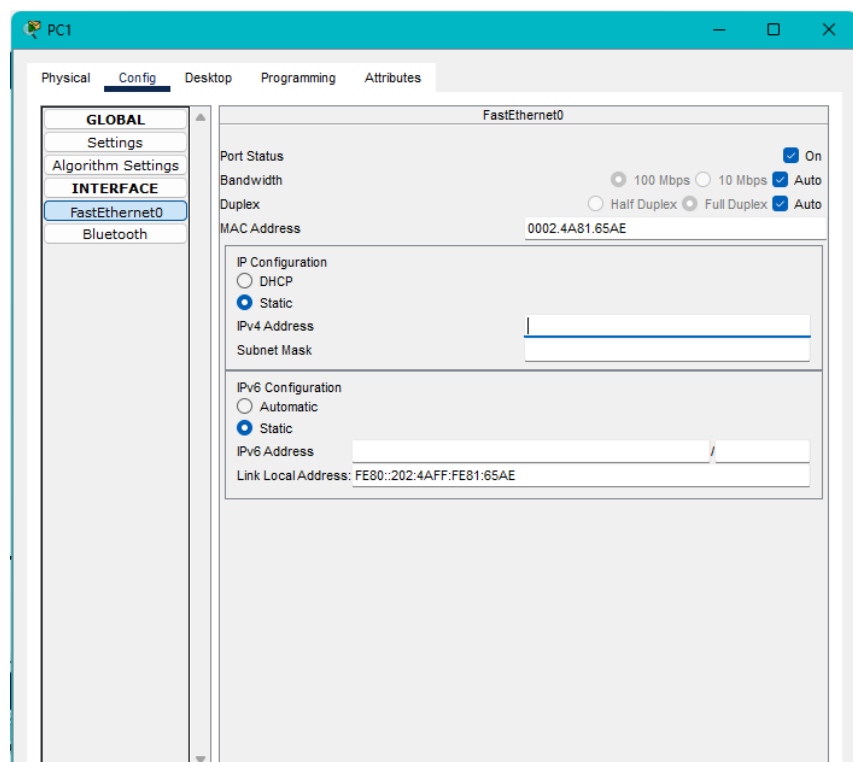 PC1
Physical Config Desktop Programming Attributes
GLOBAL
Settings
Algorithm Settings
INTERFACE
FastEthernet0
Bluetooth
FastEthernet0
Port Status On
Bandwidth 100 Mbps 10 Mbps Auto
Duplex Half Duplex Full Duplex Auto
MAC Address 0002.4A81.65AE
IP Configuration
DHCP
Static
IPv4 Address
Subnet Mask
IPv6 Configuration
Automatic
Static
IPv6 Address /
Link Local Address: FE80::202:4AFF:FE81:65AE